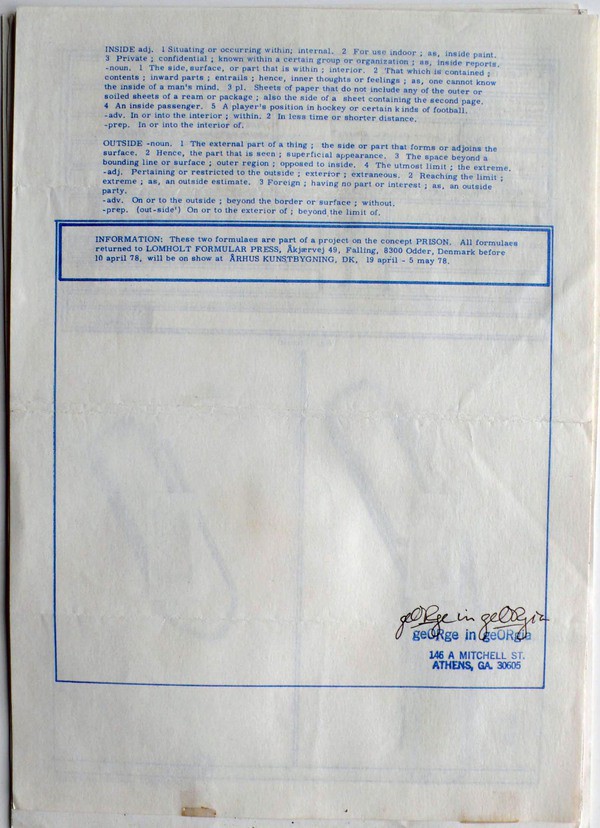 INSIDE adj.  1 Situating or occurring within; internal.  2  For use indoor ; as, inside paint.
3  Private ; confidential ; known within a certain group or organization ; as, inside reports.
-noun.  1  The side, surface, or part that is within ; interior.  2  That which is contained ;
contents ; inward parts ; entrails ; hence, inner thoughts or feelings ; as, one cannot know
the inside of a man's mind.  3 pl.  Sheets of paper that do not include any of the outer or
soiled sheets of a ream or package ; also the side of a sheet containing the second page.
4  An inside passenger.  5  A player's position in hockey or certain kinds of football.
-adv.  In or into the interior ; within.  2  In less time or shorter distance.
-prep.  In or into the interior of.
OUTSIDE -noun.  1  The external part of a thing ; the side or part that forms or adjoins the
surface.  2  Hence, the part that is seen ; superficial appearance.  3  The space beyond a
bounding line or surface ; outer region ; opposed to inside.  4  The utmost limit ; the extreme.
-adj.  Pertaining or restricted to the outside ; exterior ; extraneous.  2  Reaching the limit ;
extreme ; as, an outside estimate.  3 Foreign ; having no part or interest ; as, an outside
party.
-adv.  On or to the outside ; beyond the border or surface ; without.
-prep.  (out-side')  On or to the exterior of ; beyond the limit of.
INFORMATION:  These two formulaes are part of a project on the concept PRISON.  All formulaes
returned to LOMHOLT FORMULAR PRESS, Åkjærvej 49, Falling, 8300 Odder, Denmark before
10 april 78, will be on show at ÅRHUS KUNSTBYGNING, DK,  19 april - 5 may 78.
geORge in geORgia
geORge in geORgia
146 A MITCHELL ST.
ATHENS, GA. 30605